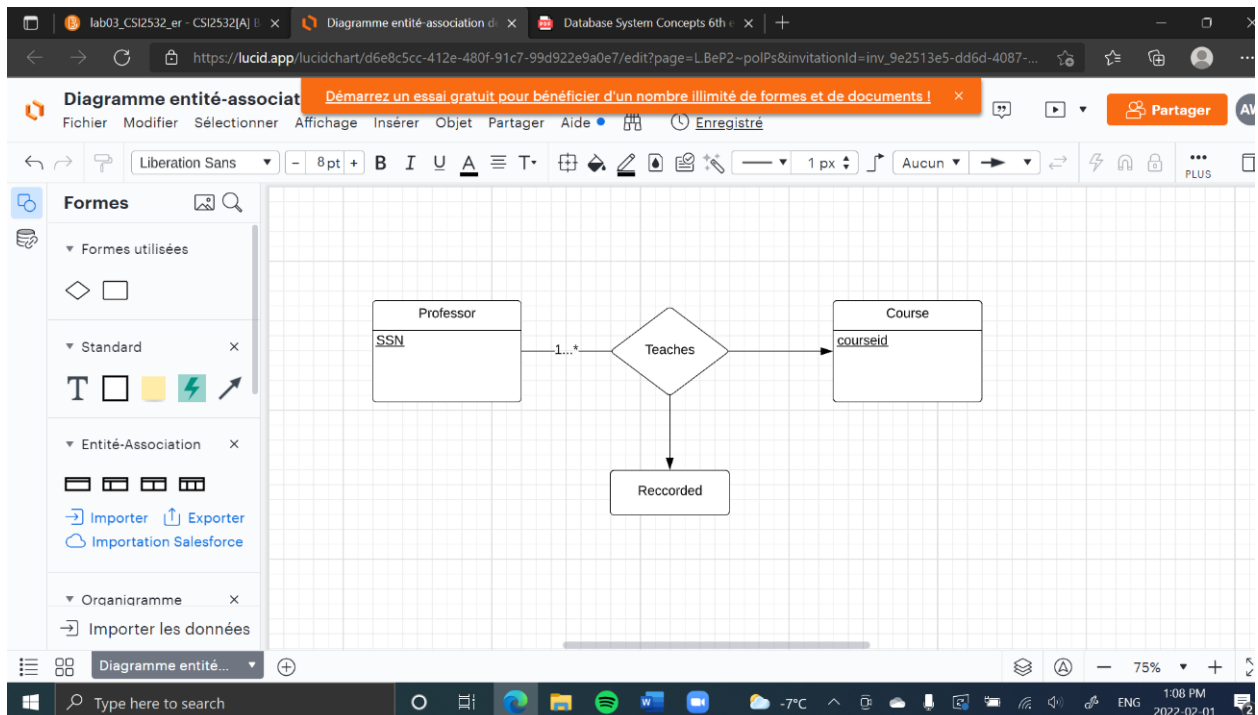 lab03_CSI2532_er - CSI2532[A] B
Diagramme entité-association d
Database System Concepts 6th e
https://lucid.app/lucidchart/d6e8c5cc-412e-480f-91c7-99d922e9a0e7/edit?page=L.BeP2~polPs&invitationId=inv_9e2513e5-dd6d-4087-...
Diagramme entité-associat
Démarrez un essai gratuit pour bénéficier d'un nombre illimité de formes et de documents !
Partager
AV
Fichier Modifier Sélectionner Affichage Insérer Objet Partager Aide Enregistré
Liberation Sans - 8 pt + B I U A T 1 px Aucun
PLUS
Formes
Formes utilisées
Standard
T
Entité-Association
Importer Exporter
Importation Salesforce
Organigramme
Importer les données
Professor
SSN
1...*
Teaches
Course
courseid
Reccorded
Diagramme entité...
75%
Type here to search
-7°C
ENG
1:08 PM
2022-02-01
2